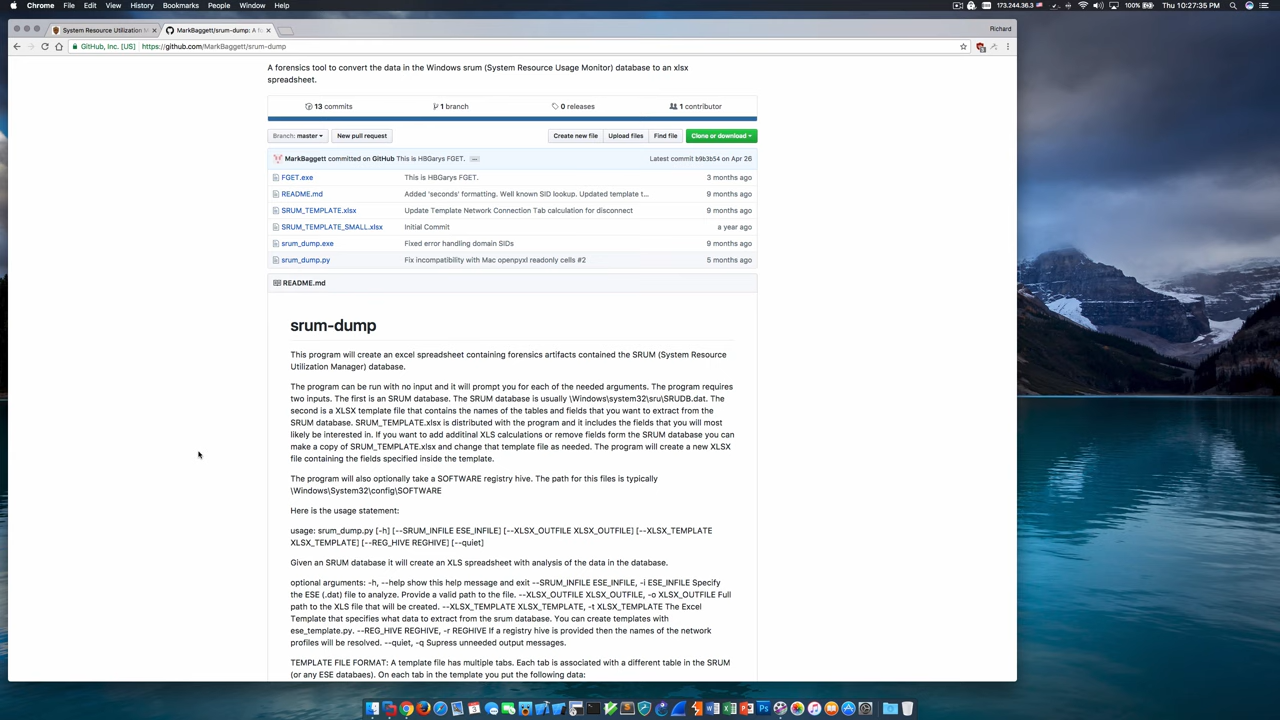 Chrome File Edit View History Bookmarks People Window Help
173.244.36.3 100% Thu 10:27:35 AM
System Resource Utilization M
MarkBaggett/srum-dump: A f
Richard
GitHub, Inc. [US] https://github.com/MarkBaggett/srum-dump
A forensics tool to convert the data in the Windows srum (System Resource Usage Monitor) database to an xlsx
spreadsheet.
13 commits 1 branch 0 releases 1 contributor
Branch: master New pull request Create new file Upload files Find file Clone or download
MarkBaggett committed on GitHub This is HBGarys FGET. Latest commit b9b3b54 on Apr 26
FGET.exe This is HBGarys FGET. 3 months ago
README.md Added 'seconds' formatting. Well known SID lookup. Updated template t... 9 months ago
SRUM_TEMPLATE.xlsx Update Template Network Connection Tab calculation for disconnect 9 months ago
SRUM_TEMPLATE_SMALL.xlsx Initial Commit a year ago
srum_dump.exe Fixed error handling domain SIDs 9 months ago
srum_dump.py Fix incompatibility with Mac openpyxl readonly cells #2 5 months ago
README.md
srum-dump
This program will create an excel spreadsheet containing forensics artifacts contained the SRUM (System Resource
Utilization Manager) database.
The program can be run with no input and it will prompt you for each of the needed arguments. The program requires
two inputs. The first is an SRUM database. The SRUM database is usually \Windows\system32\sru\SRUDB.dat. The
second is a XLSX template file that contains the names of the tables and fields that you want to extract from the
SRUM database. SRUM_TEMPLATE.xlsx is distributed with the program and it includes the fields that you will most
likely be interested in. If you want to add additinal XLS calculations or remove fields form the SRUM database you can
make a copy of SRUM_TEMPLATE.xlsx and change that template file as needed. The program will create a new XLSX
file containing the fields specified inside the template.
The program will also optionally take a SOFTWARE registry hive. The path for this files is typically
\Windows\System32\config\SOFTWARE
Here is the usage statement:
usage: srum_dump.py [-h] [--SRUM_INFILE ESE_INFILE] [--XLSX_OUTFILE XLSX_OUTFILE] [--XLSX_TEMPLATE
XLSX_TEMPLATE] [--REG_HIVE REGHIVE] [--quiet]
Given an SRUM database it will create an XLS spreadsheet with analysis of the data in the database.
optional arguments: -h, --help show this help message and exit --SRUM_INFILE ESE_INFILE, -i ESE_INFILE Specify
the ESE (.dat) file to analyze. Provide a valid path to the file. --XLSX_OUTFILE XLSX_OUTFILE, -o XLSX_OUTFILE Full
path to the XLS file that will be created. --XLSX_TEMPLATE XLSX_TEMPLATE, -t XLSX_TEMPLATE The Excel
Template that specifies what data to extract from the srum database. You can create templates with
ese_template.py. --REG_HIVE REGHIVE, -r REGHIVE If a registry hive is provided then the names of the network
profiles will be resolved. --quiet, -q Supress unneeded output messages.
TEMPLATE FILE FORMAT: A template file has multiple tabs. Each tab is associated with a different table in the SRUM
(or any ESE databaes). On each tab in the template you put the following data: